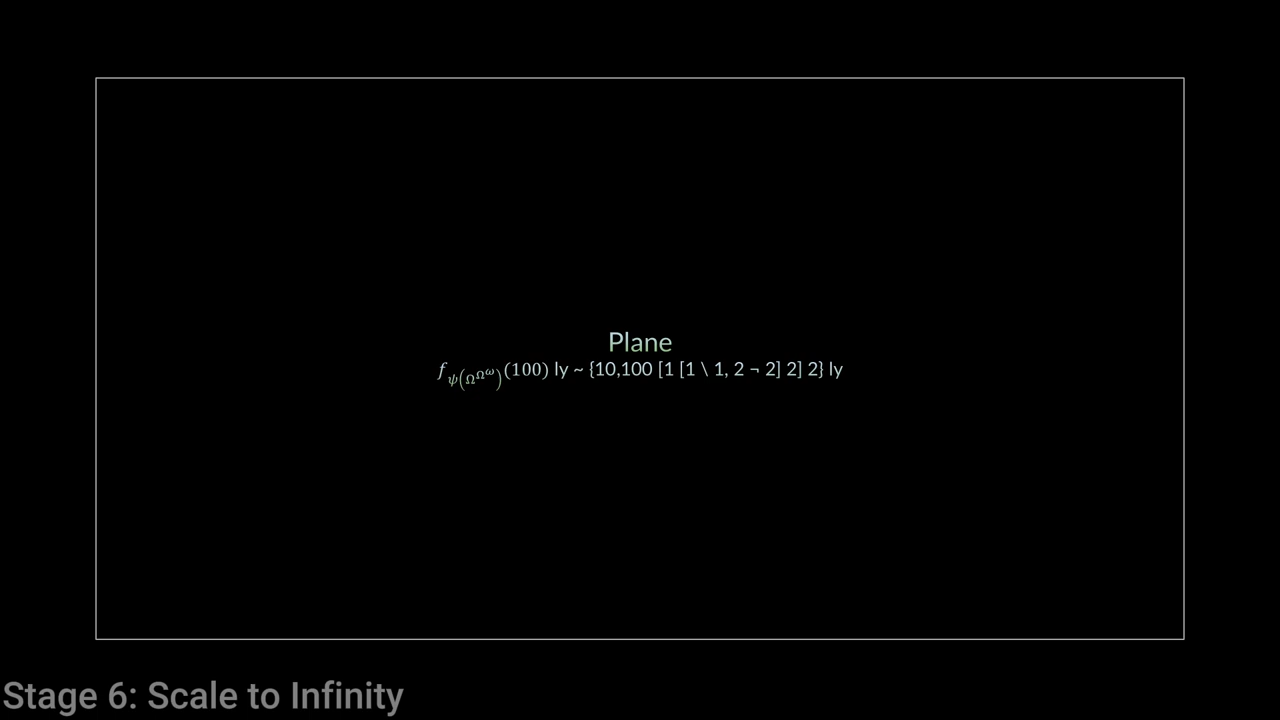 Plane
f_ψ(Ω^Ω^ω)(100) ly ~ {10,100 [1 [1 \ 1, 2 ¬ 2] 2] 2} ly
Stage 6: Scale to Infinity